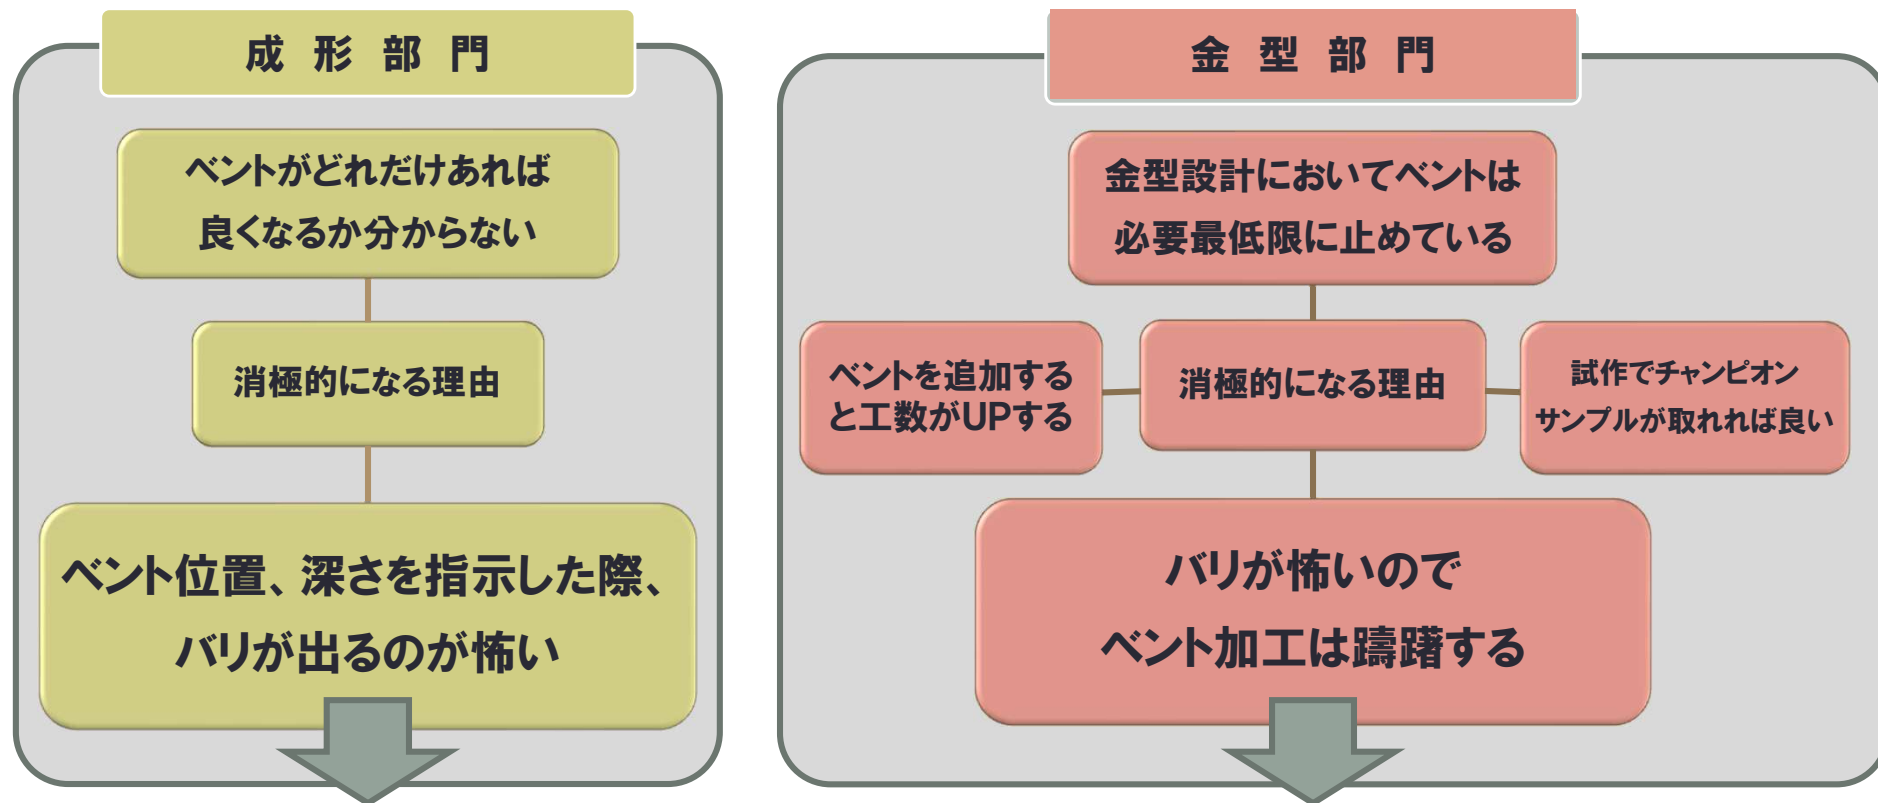 成形部門
ベントがどれだけあれば
良くなるか分からない
消極的になる理由
ベント位置、深さを指示した際、
バリが出るのが怖い
金型部門
金型設計においてベントは
必要最低限に止めている
ベントを追加する
と工数がUPする
消極的になる理由
試作でチャンピオン
サンプルが取れれば良い
バリが怖いので
ベント加工は躊躇する